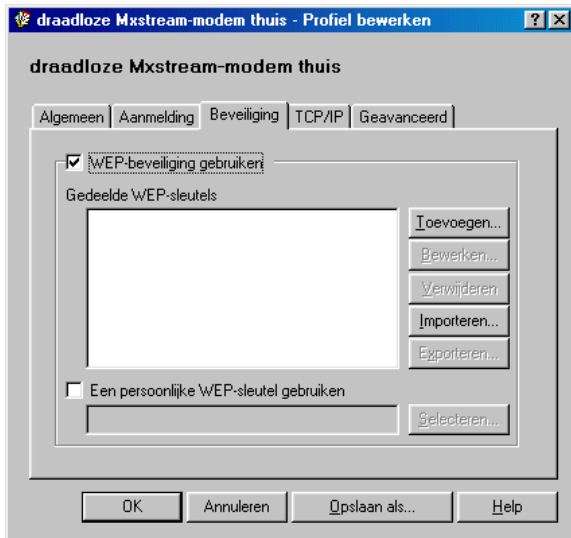 draadloze Mxstream-modem thuis - Profiel bewerken
draadloze Mxstream-modem thuis
Algemeen Aanmelding Beveiliging TCP/IP Geavanceerd
WEP-beveiliging gebruiken
Gedeelde WEP-sleutels
Toevoegen...
Bewerken...
Verwijderen
Importeren...
Exporteren...
Een persoonlijke WEP-sleutel gebruiken
Selecteren...
OK Annuleren Opslaan als... Help